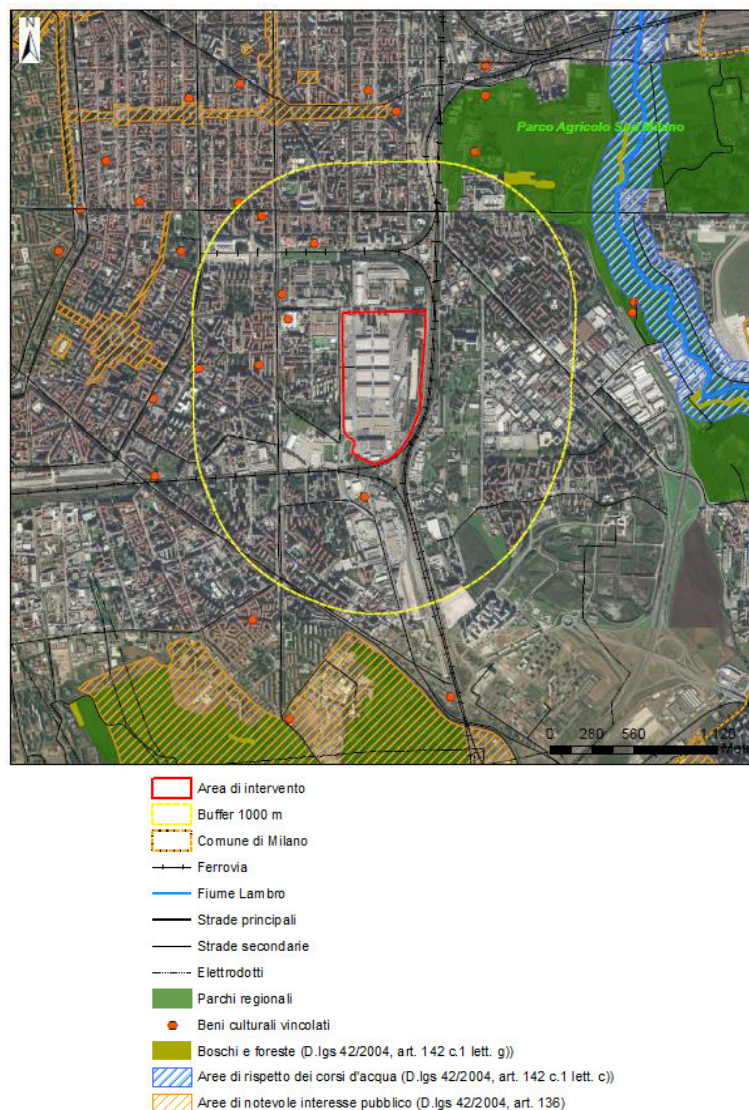 N
Parco Agricolo Sud Milano
0 280 560 1.120
Metri
Area di intervento
Buffer 1000 m
Comune di Milano
Ferrovia
Fiume Lambro
Strade principali
Strade secondarie
Elettrodotti
Parchi regionali
Beni culturali vincolati
Boschi e foreste (D.lgs 42/2004, art. 142 c.1 lett. g))
Aree di rispetto dei corsi d'acqua (D.lgs 42/2004, art. 142 c.1 lett. c))
Aree di notevole interesse pubblico (D.lgs 42/2004, art. 136)